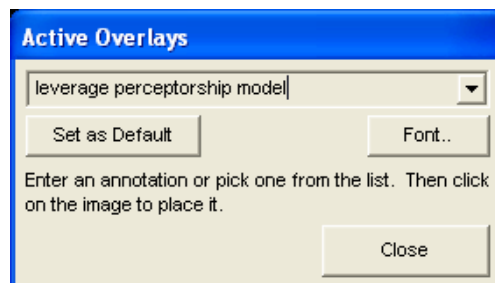 Active Overlays
leverage perceptorship model
Set as Default
Font..
Enter an annotation or pick one from the list. Then click
on the image to place it.
Close